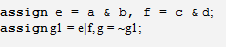 assign e = a & b, f = c & d;
assign g1 = e|f, g = ~g1;